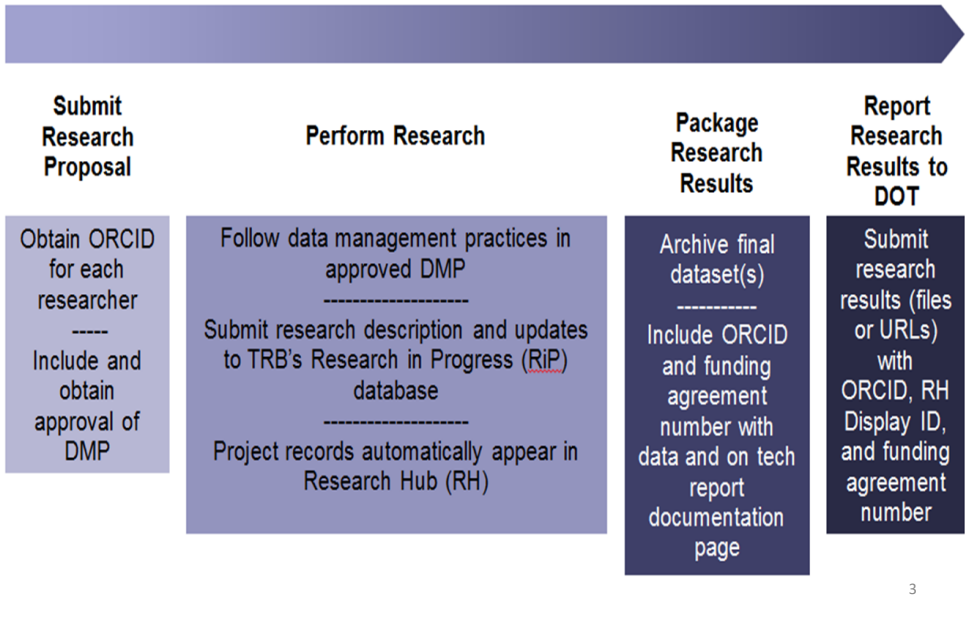 Submit
Research
Proposal
Obtain ORCID
for each
researcher
-----
Include and
obtain
approval of
DMP
Perform Research
Follow data management practices in
approved DMP
--------------------
Submit research description and updates
to TRB's Research in Progress (RiP)
database
--------------------
Project records automatically appear in
Research Hub (RH)
Package
Research
Results
Archive final
dataset(s)
-----------
Include ORCID
and funding
agreement
number with
data and on tech
report
documentation
page
Report
Research
Results to
DOT
Submit
research
results (files
or URLs)
with
ORCID, RH
Display ID,
and funding
agreement
number
3